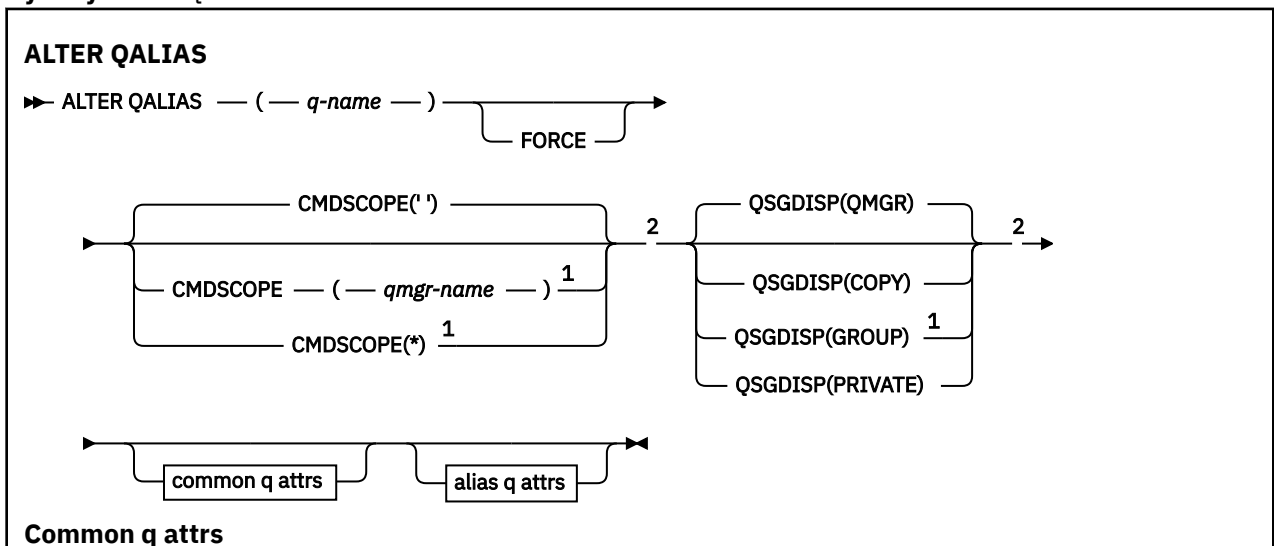 ALTER QALIAS
ALTER QALIAS ( q-name )
FORCE
CMDSCOPE(' ')
2
CMDSCOPE ( qmgr-name ) 1
CMDSCOPE(*) 1
QSGDISP(QMGR)
2
QSGDISP(COPY)
QSGDISP(GROUP) 1
QSGDISP(PRIVATE)
common q attrs
alias q attrs
Common q attrs